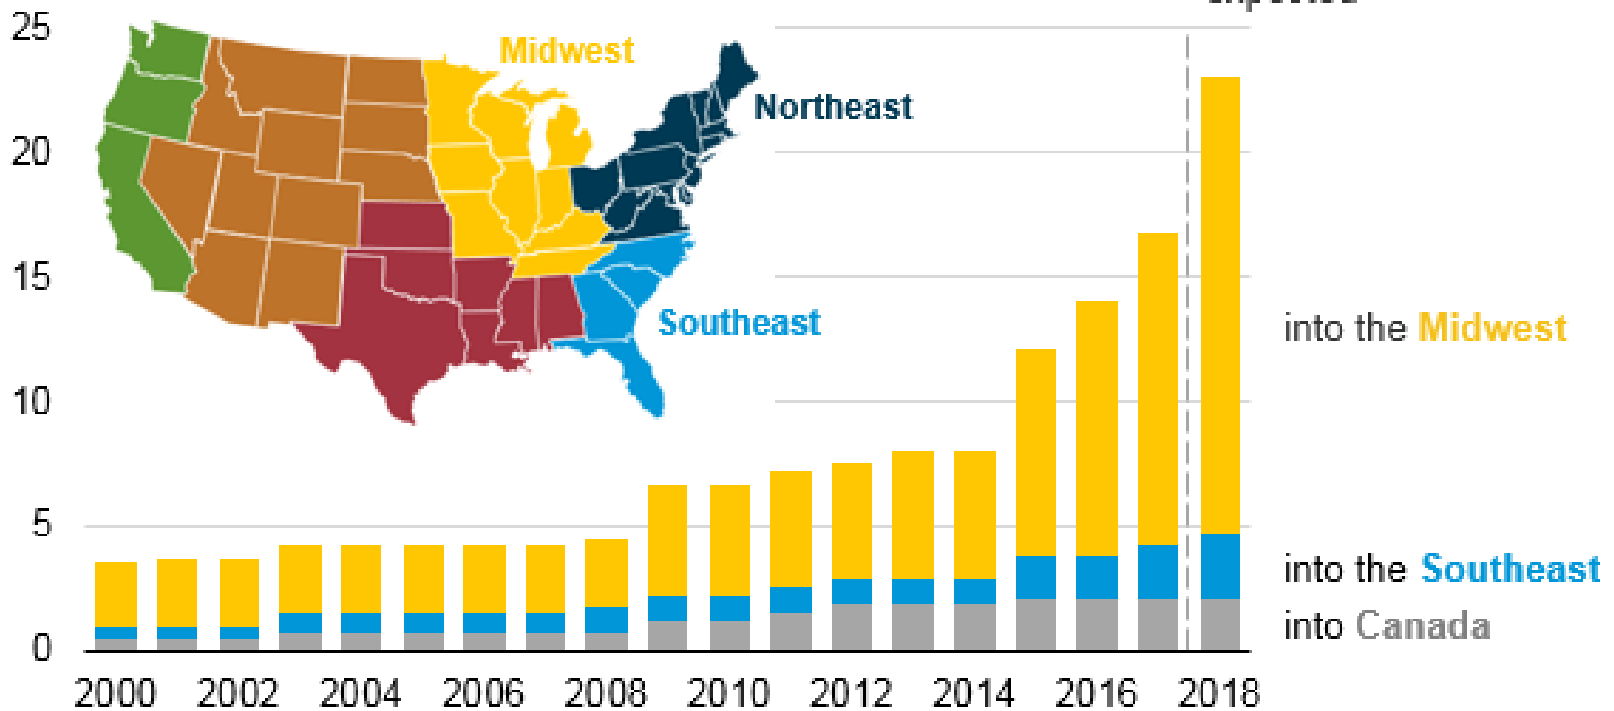 25
20
15
10
5
0
Midwest
Northeast
Southeast
into the Midwest
into the Southeast
into Canada
2000 2002 2004 2006 2008 2010 2012 2014 2016 2018